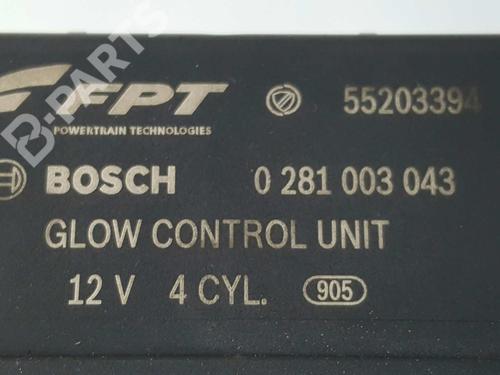 B-PARTS
FPT 55203394
POWERTRAIN TECHNOLOGIES
BOSCH 0 281 003 043
GLOW CONTROL UNIT
12 V 4 CYL. 905